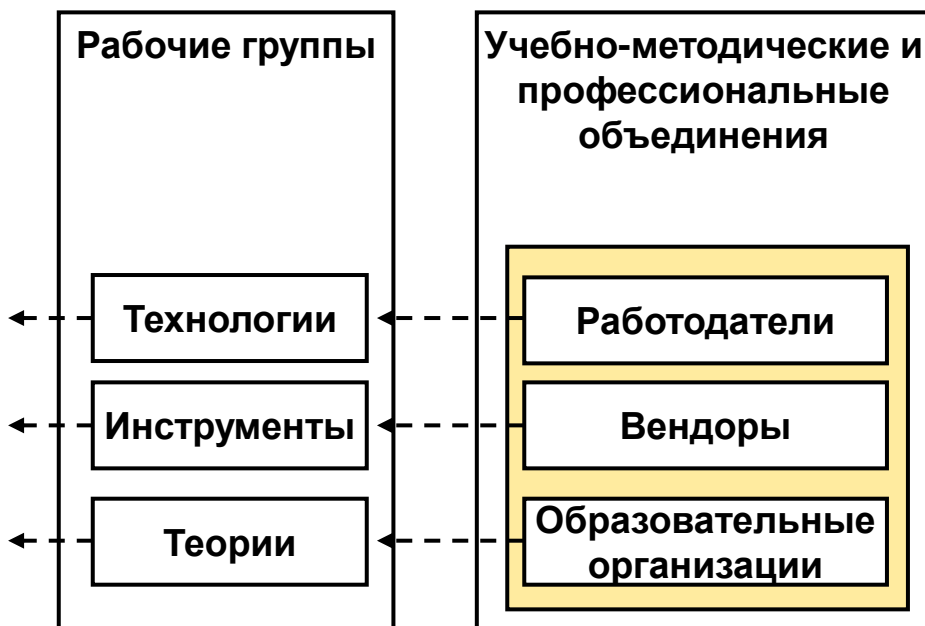 Рабочие группы
Учебно-методические и
профессиональные
объединения
Технологии
Работодатели
Инструменты
Вендоры
Теории
Образовательные
организации